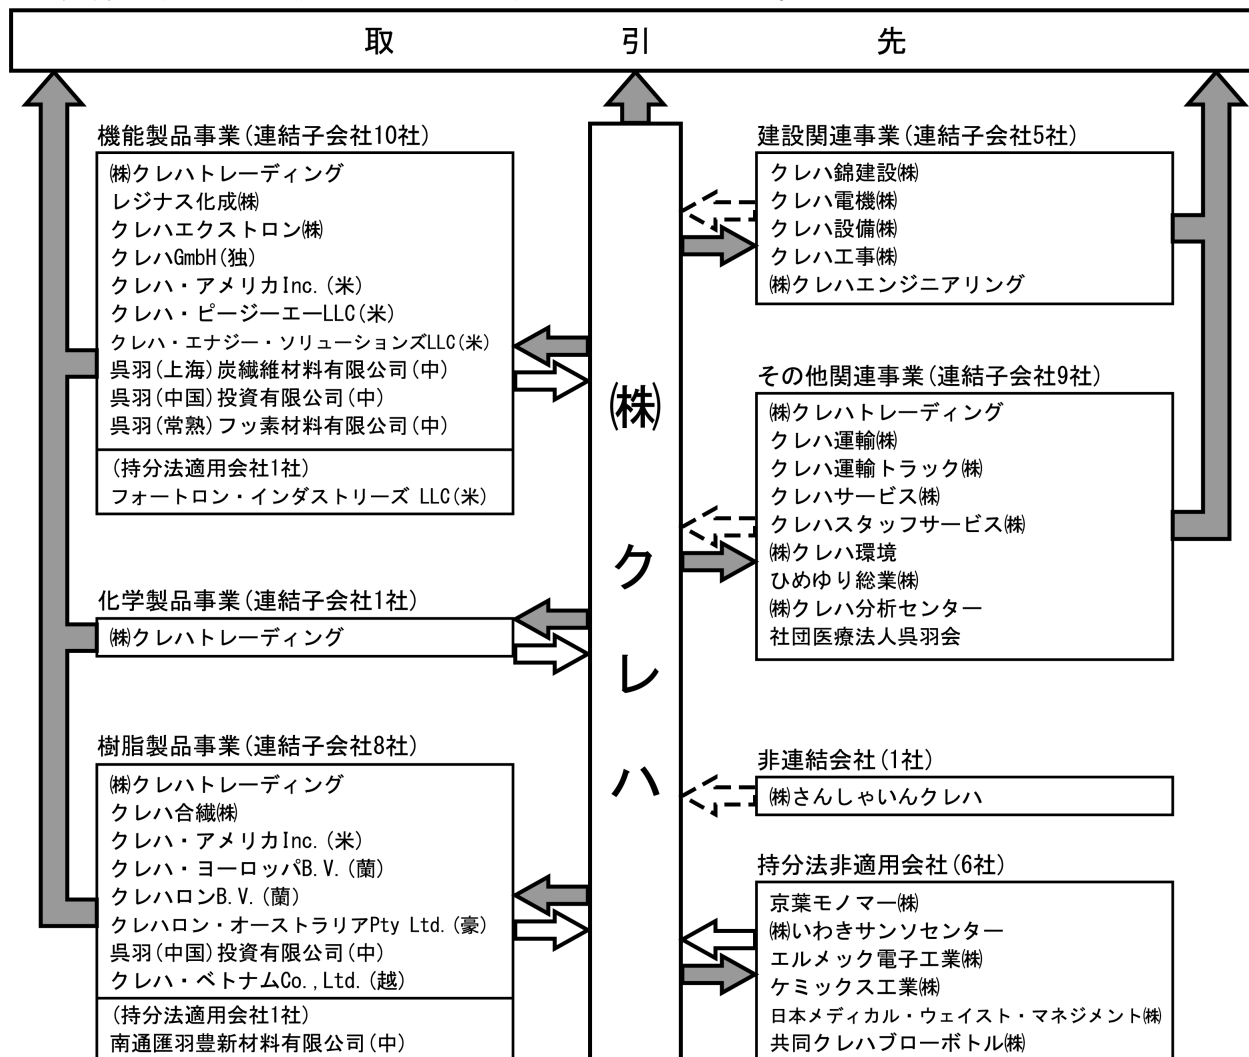 取引先
機能製品事業(連結子会社10社)
㈱クレハトレーディング
レジナス化成㈱
クレハエクストロン㈱
クレハGmbH(独)
クレハ・アメリカInc.(米)
クレハ・ピージーエーLLC(米)
クレハ・エナジー・ソリューションズLLC(米)
呉羽(上海)炭繊維材料有限公司(中)
呉羽(中国)投資有限公司(中)
呉羽(常熟)フッ素材料有限公司(中)
(持分法適用会社1社)
フォートロン・インダストリーズ LLC(米)
化学製品事業(連結子会社1社)
㈱クレハトレーディング
樹脂製品事業(連結子会社8社)
㈱クレハトレーディング
クレハ合繊㈱
クレハ・アメリカInc.(米)
クレハ・ヨーロッパB.V.(蘭)
クレハロンB.V.(蘭)
クレハロン・オーストラリアPty Ltd.(豪)
呉羽(中国)投資有限公司(中)
クレハ・ベトナムCo.,Ltd.(越)
(持分法適用会社1社)
南通匯羽豊新材料有限公司(中)
㈱クレハ
建設関連事業(連結子会社5社)
クレハ錦建設㈱
クレハ電機㈱
クレハ設備㈱
クレハ工事㈱
㈱クレハエンジニアリング
その他関連事業(連結子会社9社)
㈱クレハトレーディング
クレハ運輸㈱
クレハ運輸トラック㈱
クレハサービス㈱
クレハスタッフサービス㈱
㈱クレハ環境
ひめゆり総業㈱
㈱クレハ分析センター
社団医療法人呉羽会
非連結会社(1社)
㈱さんしゃいんクレハ
持分法非適用会社(6社)
京葉モノマー㈱
㈱いわきサンソセンター
エルメック電子工業㈱
ケミックス工業㈱
日本メディカル・ウェイスト・マネジメント㈱
共同クレハブローボトル㈱